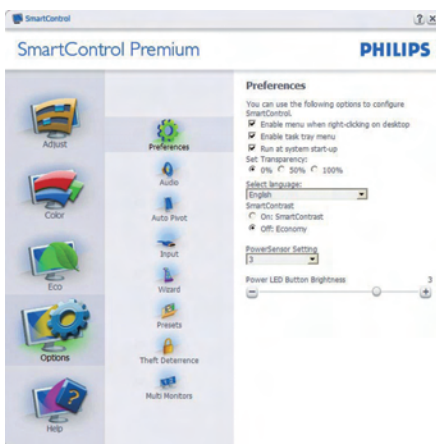 SmartControl
SmartControl Premium
PHILIPS
Adjust
Color
Eco
Options
Help
Preferences
Audio
Auto Pivot
Input
Wizard
Presets
Theft Deterrence
Multi Monitors
Preferences
You can use the following options to configure
SmartControl.
Enable menu when right-clicking on desktop
Enable task tray menu
Run at system start-up
Set Transparency:
0% 50% 100%
Select language:
English
SmartContrast
On: SmartContrast
Off: Economy
PowerSensor Setting
3
Power LED Button Brightness 3